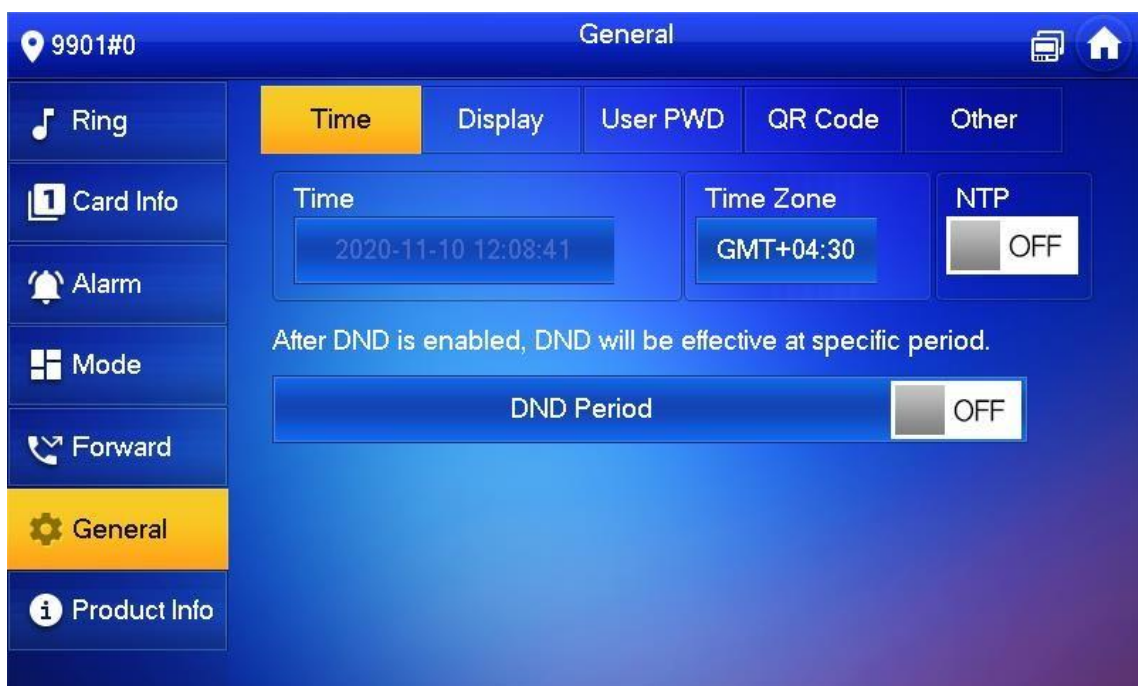 9901#0
General
Ring
Card Info
Alarm
Mode
Forward
General
Product Info
Time Display User PWD QR Code Other
Time
2020-11-10 12:08:41
Time Zone
GMT+04:30
NTP
OFF
After DND is enabled, DND will be effective at specific period.
DND Period OFF